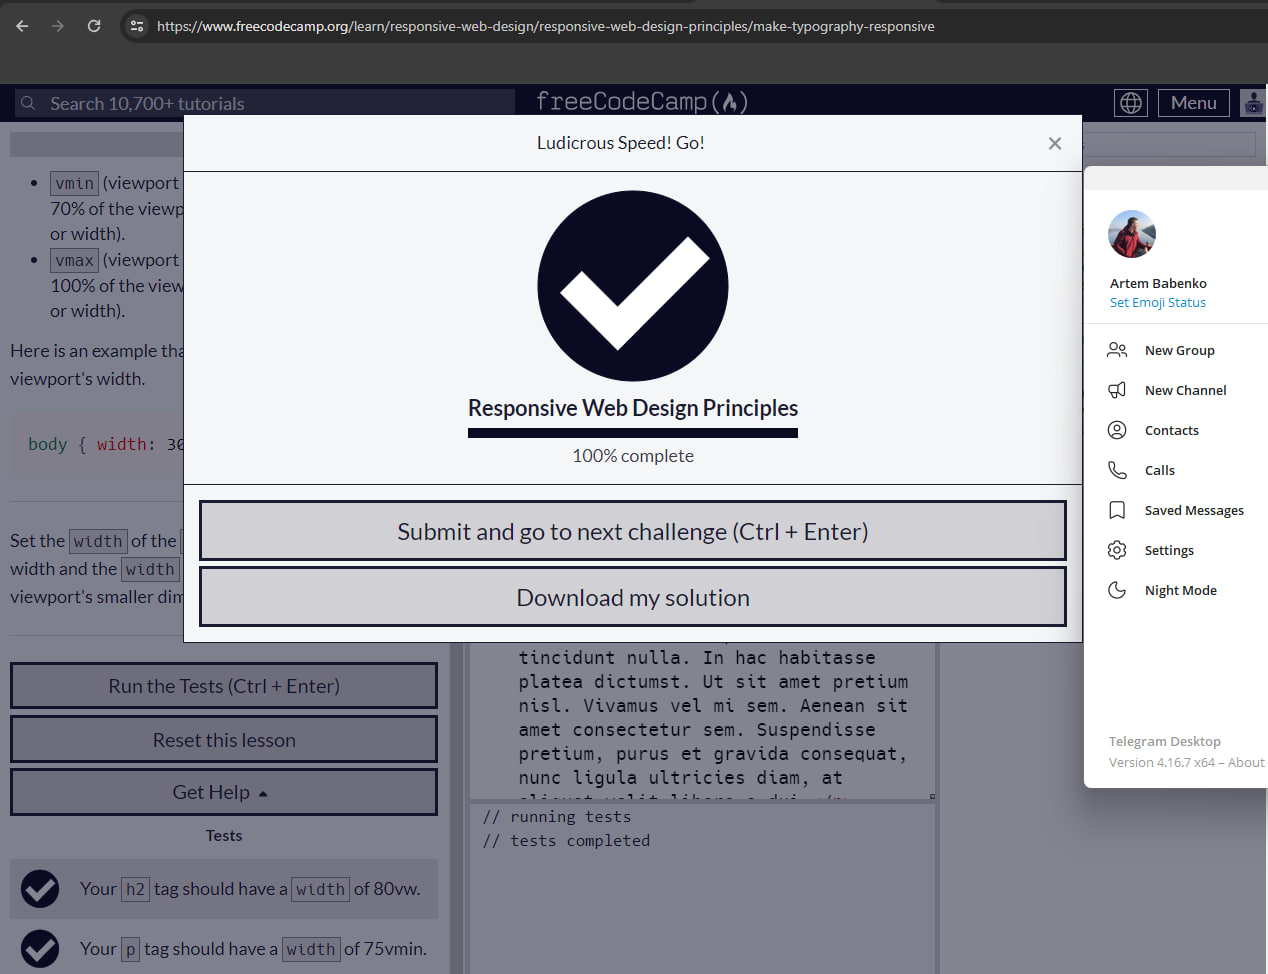 https://www.freecodecamp.org/learn/responsive-web-design/responsive-web-design-principles/make-typography-responsive
Search 10,700+ tutorials
freeCodeCamp
Menu
Ludicrous Speed! Go!
Responsive Web Design Principles
100% complete
Submit and go to next challenge (Ctrl + Enter)
Download my solution
vmin (viewport
70% of the viewp
or width).
vmax (viewport
100% of the view
or width).
Here is an example tha
viewport's width.
body { width: 30
Set the width of the
width and the width
viewport's smaller dim
Run the Tests (Ctrl + Enter)
Reset this lesson
Get Help
Tests
Your h2 tag should have a width of 80vw.
Your p tag should have a width of 75vmin.
tincidunt nulla. In hac habitasse
platea dictumst. Ut sit amet pretium
nisl. Vivamus vel mi sem. Aenean sit
amet consectetur sem. Suspendisse
pretium, purus et gravida consequat,
nunc ligula ultricies diam, at
// running tests
// tests completed
Artem Babenko
Set Emoji Status
New Group
New Channel
Contacts
Calls
Saved Messages
Settings
Night Mode
Telegram Desktop
Version 4.16.7 x64 – About